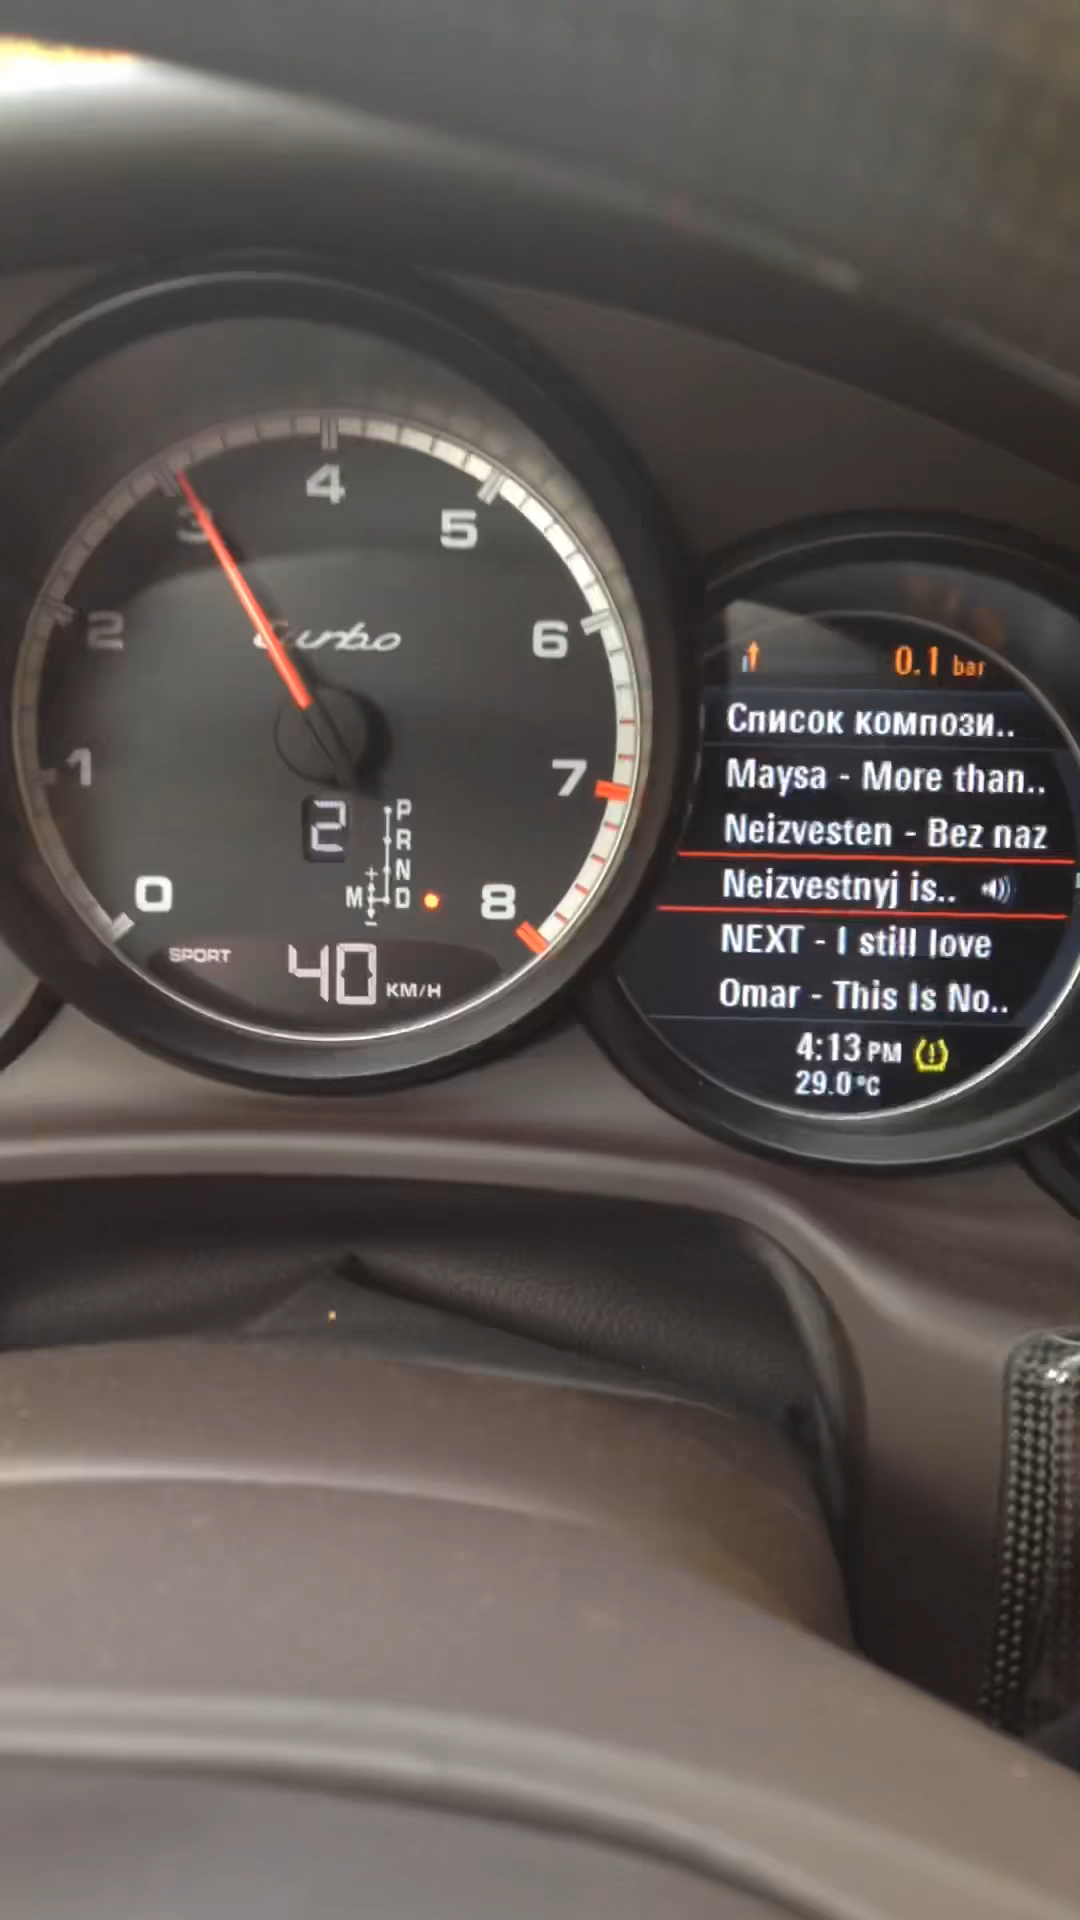 4
3
5
2
turbo
6
1
7
2
P
R
+
N
M
D
-
0
8
SPORT
40 KM/H
0.1 bar
Список компози..
Maysa - More than..
Neizvesten - Bez naz
Neizvestnyj is..
NEXT - I still love
Omar - This Is No..
4:13 PM
29.0°C